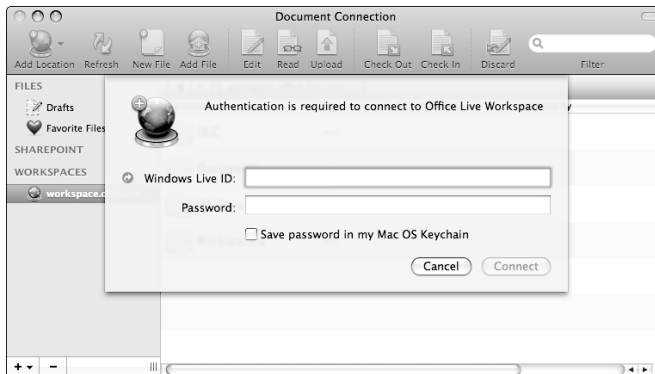 Document Connection
Add Location Refresh New File Add File Edit Read Upload Check Out Check In Discard Filter
FILES
Drafts
Favorite Files
SHAREPOINT
WORKSPACES
workspace.
Authentication is required to connect to Office Live Workspace
Windows Live ID:
Password:
Save password in my Mac OS Keychain
Cancel Connect